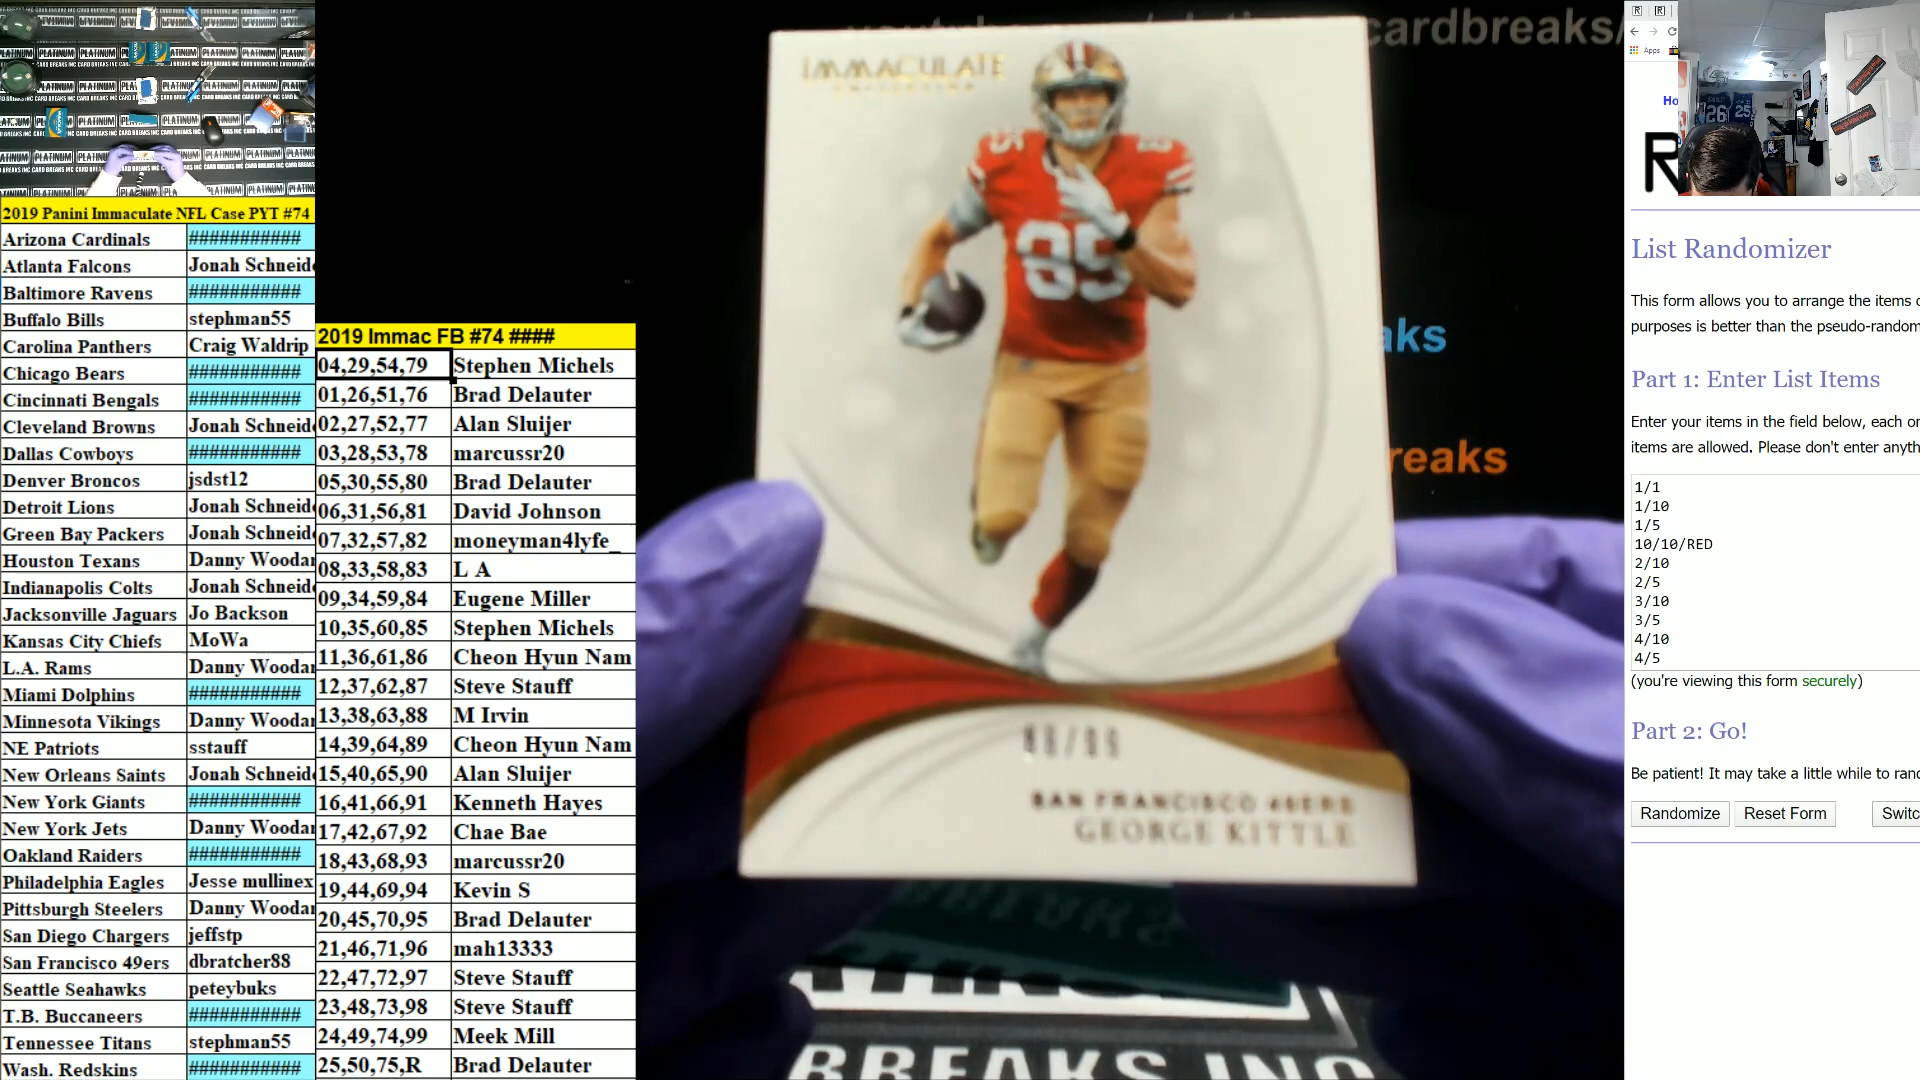 2019 Panini Immaculate NFL Case PYT #74
Arizona Cardinals ###########
Atlanta Falcons Jonah Schneid
Baltimore Ravens ###########
Buffalo Bills stephman55
Carolina Panthers Craig Waldrip
Chicago Bears ###########
Cincinnati Bengals ###########
Cleveland Browns Jonah Schneid
Dallas Cowboys ###########
Denver Broncos jsdst12
Detroit Lions Jonah Schneid
Green Bay Packers Jonah Schneid
Houston Texans Danny Woodar
Indianapolis Colts Jonah Schneid
Jacksonville Jaguars Jo Backson
Kansas City Chiefs MoWa
L.A. Rams Danny Woodar
Miami Dolphins ###########
Minnesota Vikings Danny Woodar
NE Patriots sstauff
New Orleans Saints Jonah Schneid
New York Giants ###########
New York Jets Danny Woodar
Oakland Raiders ###########
Philadelphia Eagles Jesse mullinex
Pittsburgh Steelers Danny Woodar
San Diego Chargers jeffstp
San Francisco 49ers dbratcher88
Seattle Seahawks peteybuks
T.B. Buccaneers ###########
Tennessee Titans stephman55
Wash. Redskins ###########
2019 Immac FB #74 ####
04,29,54,79 Stephen Michels
01,26,51,76 Brad Delauter
02,27,52,77 Alan Sluijer
03,28,53,78 marcussr20
05,30,55,80 Brad Delauter
06,31,56,81 David Johnson
07,32,57,82 moneyman4lyfe_
08,33,58,83 L A
09,34,59,84 Eugene Miller
10,35,60,85 Stephen Michels
11,36,61,86 Cheon Hyun Nam
12,37,62,87 Steve Stauff
13,38,63,88 M Irvin
14,39,64,89 Cheon Hyun Nam
15,40,65,90 Alan Sluijer
16,41,66,91 Kenneth Hayes
17,42,67,92 Chae Bae
18,43,68,93 marcussr20
19,44,69,94 Kevin S
20,45,70,95 Brad Delauter
21,46,71,96 mah13333
22,47,72,97 Steve Stauff
23,48,73,98 Steve Stauff
24,49,74,99 Meek Mill
25,50,75,R Brad Delauter
cardbreaks/
IMMACULATE
85
aks
reaks
SAN FRANCISCO 49ERS
GEORGE KITTLE
BREAKS INC
Apps
Ho
R
List Randomizer
This form allows you to arrange the items
purposes is better than the pseudo-random
Part 1: Enter List Items
Enter your items in the field below, each
items are allowed. Please don't enter
1/1
1/10
1/5
10/10/RED
2/10
2/5
3/10
3/5
4/10
4/5
(you're viewing this form securely)
Part 2: Go!
Be patient! It may take a little while to
Randomize Reset Form Switc